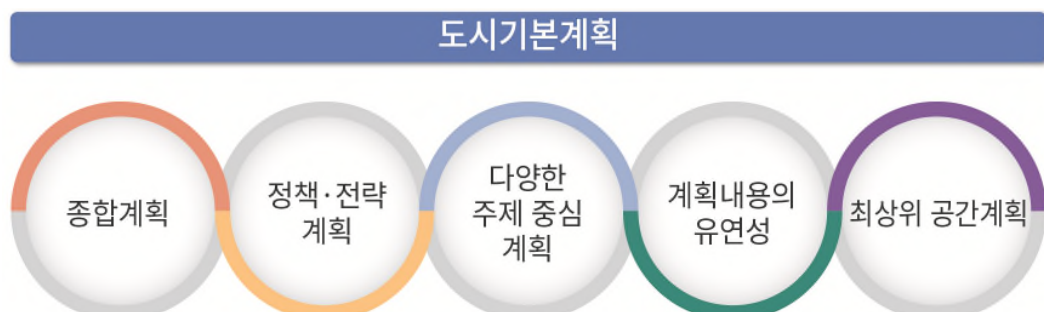 도시기본계획
종합계획
정책·전략
계획
다양한
주제 중심
계획
계획내용의
유연성
최상위 공간계획